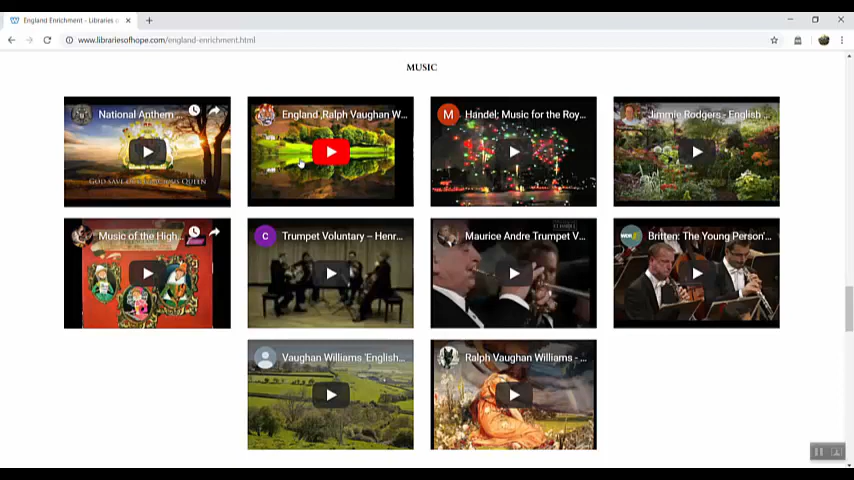 England Enrichment - Libraries o
www.librariesofhope.com/england-enrichment.html
MUSIC
National Anthem ...
England ,Ralph Vaughan W...
Handel; Music for the Roy...
Jimmie Rodgers - English ...
GOD SAVE OUR GRACIOUS QUEEN
Music of the High...
Trumpet Voluntary – Henr...
Maurice Andre Trumpet V...
Britten: The Young Person'...
Vaughan Williams 'English...
Ralph Vaughan Williams - ...